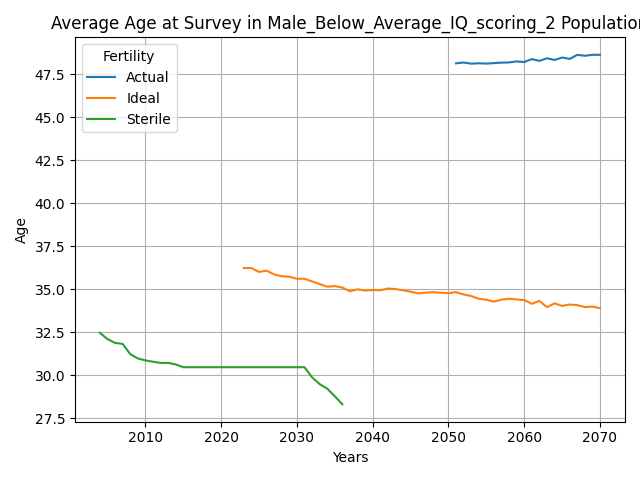 Average Age at Survey in Male_Below_Average_IQ_scoring_2 Population
Fertility
Actual
Ideal
Sterile
47.5
45.0
42.5
40.0
37.5
35.0
32.5
30.0
27.5
Age
2010 2020 2030 2040 2050 2060 2070
Years